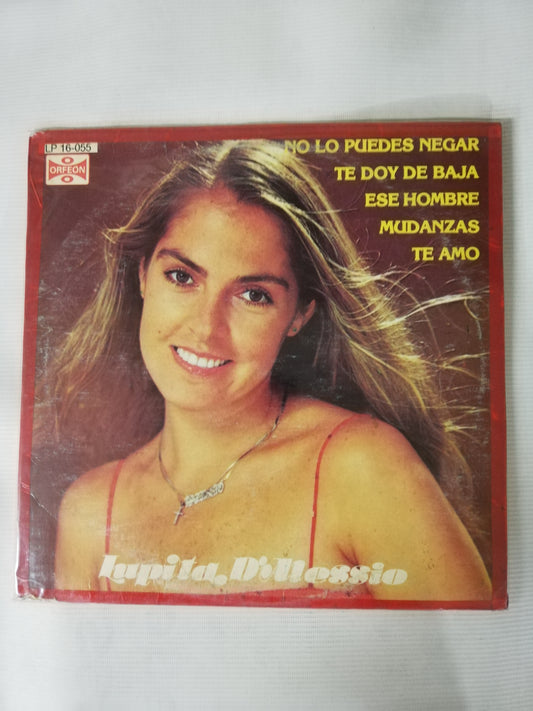 LP 16-055
ORFEON
NO LO PUEDES NEGAR
TE DOY DE BAJA
ESE HOMBRE
MUDANZAS
TE AMO
Lupita D'Alessio